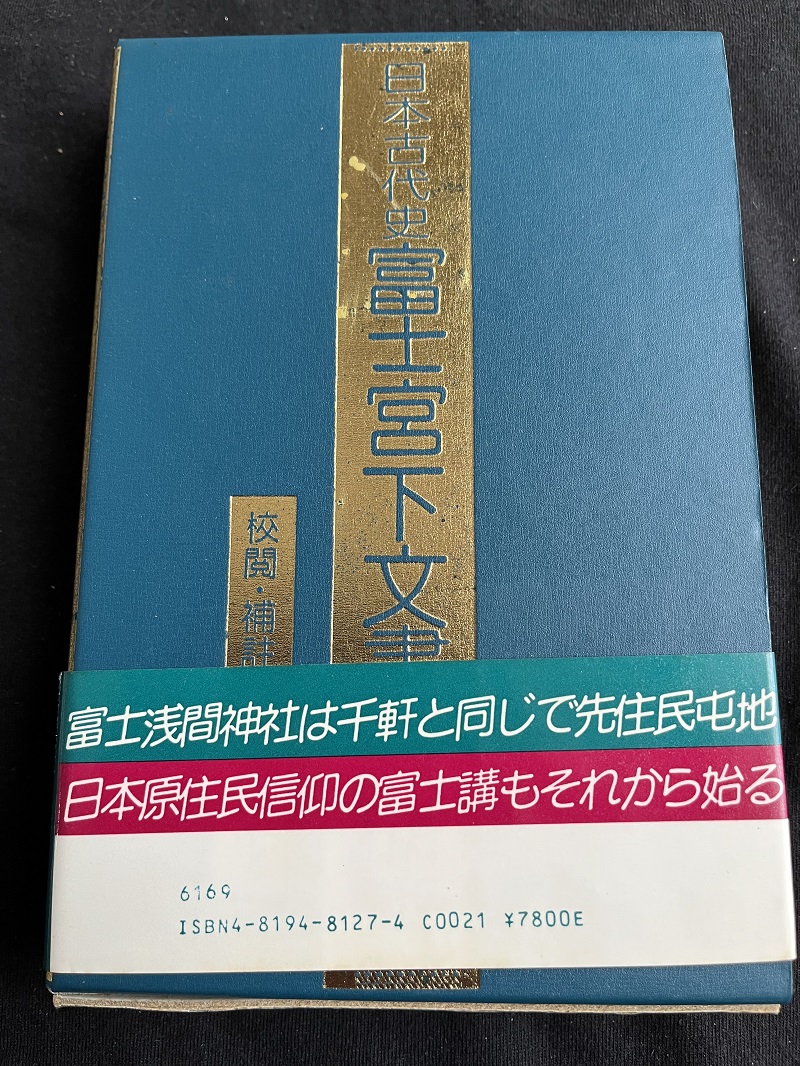 日本古代史 富士宮下文書
校閲・補註
富士浅間神社は千軒と同じで先住民屯地
日本原住民信仰の富士講もそれから始る
6169
ISBN4-8194-8127-4 C0021 ¥7800E